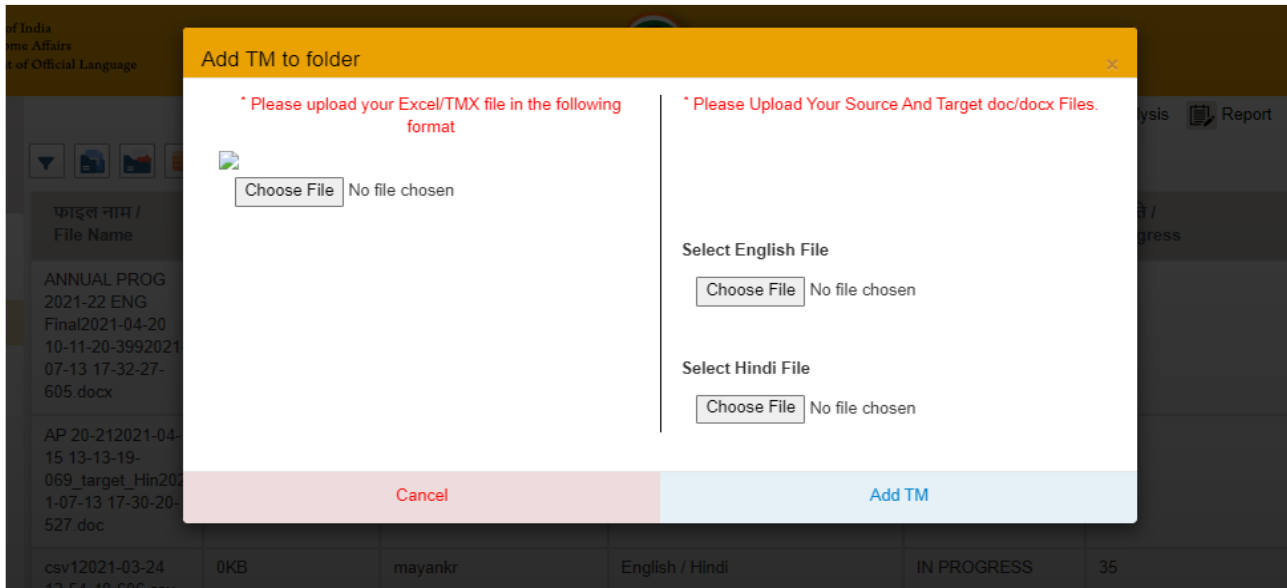 of India
ome Affairs
t of Official Language
Add TM to folder
×
* Please upload your Excel/TMX file in the following
format
Choose File No file chosen
* Please Upload Your Source And Target doc/docx Files.
Select English File
Choose File No file chosen
Select Hindi File
Choose File No file chosen
Cancel
Add TM
lysis Report
फाइल नाम /
File Name
gress
ANNUAL PROG
2021-22 ENG
Final2021-04-20
10-11-20-3992021-
07-13 17-32-27-
605.docx
AP 20-212021-04-
15 13-13-19-
069_target_Hin202
1-07-13 17-30-20-
527.doc
csv12021-03-24 0KB mayankr English / Hindi IN PROGRESS 35